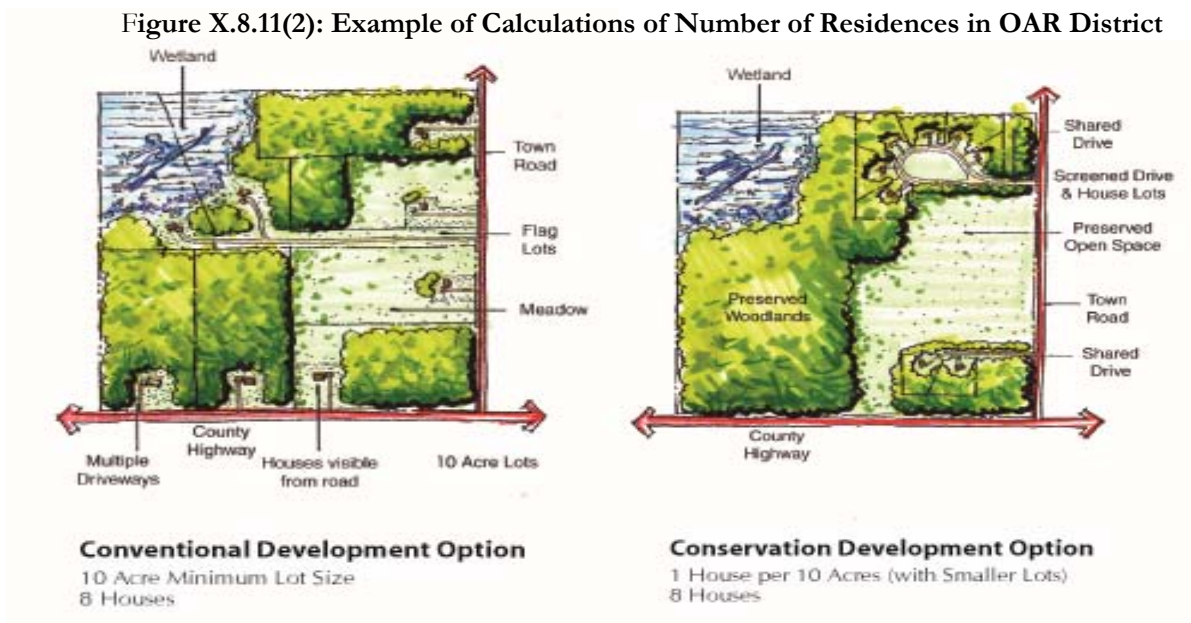 Figure X.8.11(2): Example of Calculations of Number of Residences in OAR District
Wetland
Town
Road
Flag
Lots
Meadow
County
Highway
Multiple
Driveways
Houses visible
from road
10 Acre Lots
Conventional Development Option
10 Acre Minimum Lot Size
8 Houses
Wetland
Shared
Drive
Screened Drive
& House Lots
Preserved
Open Space
Preserved
Woodlands
Town
Road
Shared
Drive
County
Highway
Conservation Development Option
1 House per 10 Acres (with Smaller Lots)
8 Houses